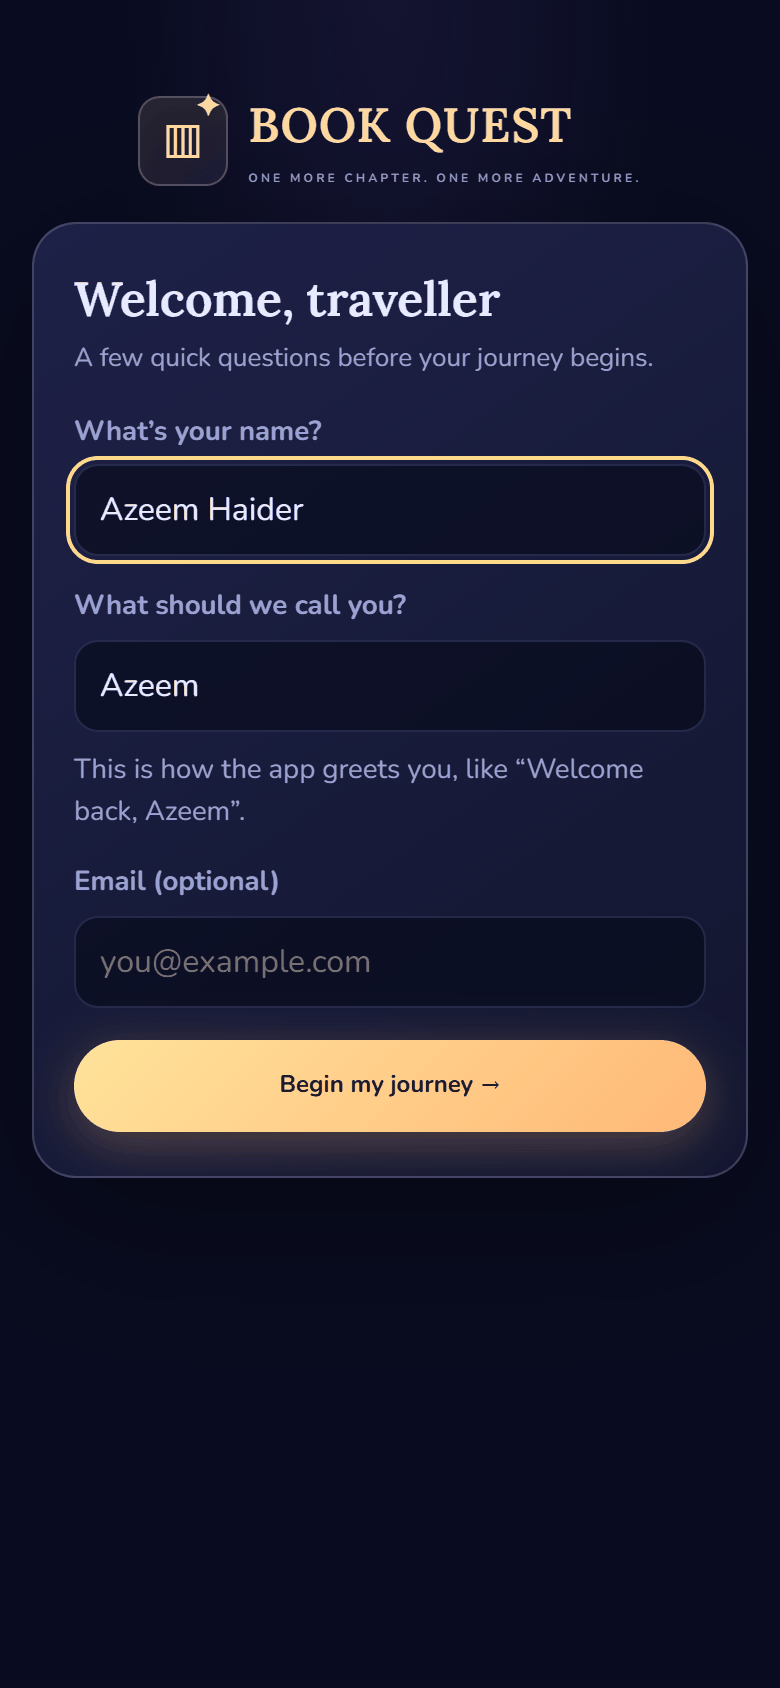 BOOK QUEST
ONE MORE CHAPTER. ONE MORE ADVENTURE.
Welcome, traveller
A few quick questions before your journey begins.
What’s your name?
Azeem Haider
What should we call you?
Azeem
This is how the app greets you, like “Welcome
back, Azeem”.
Email (optional)
you@example.com
Begin my journey →